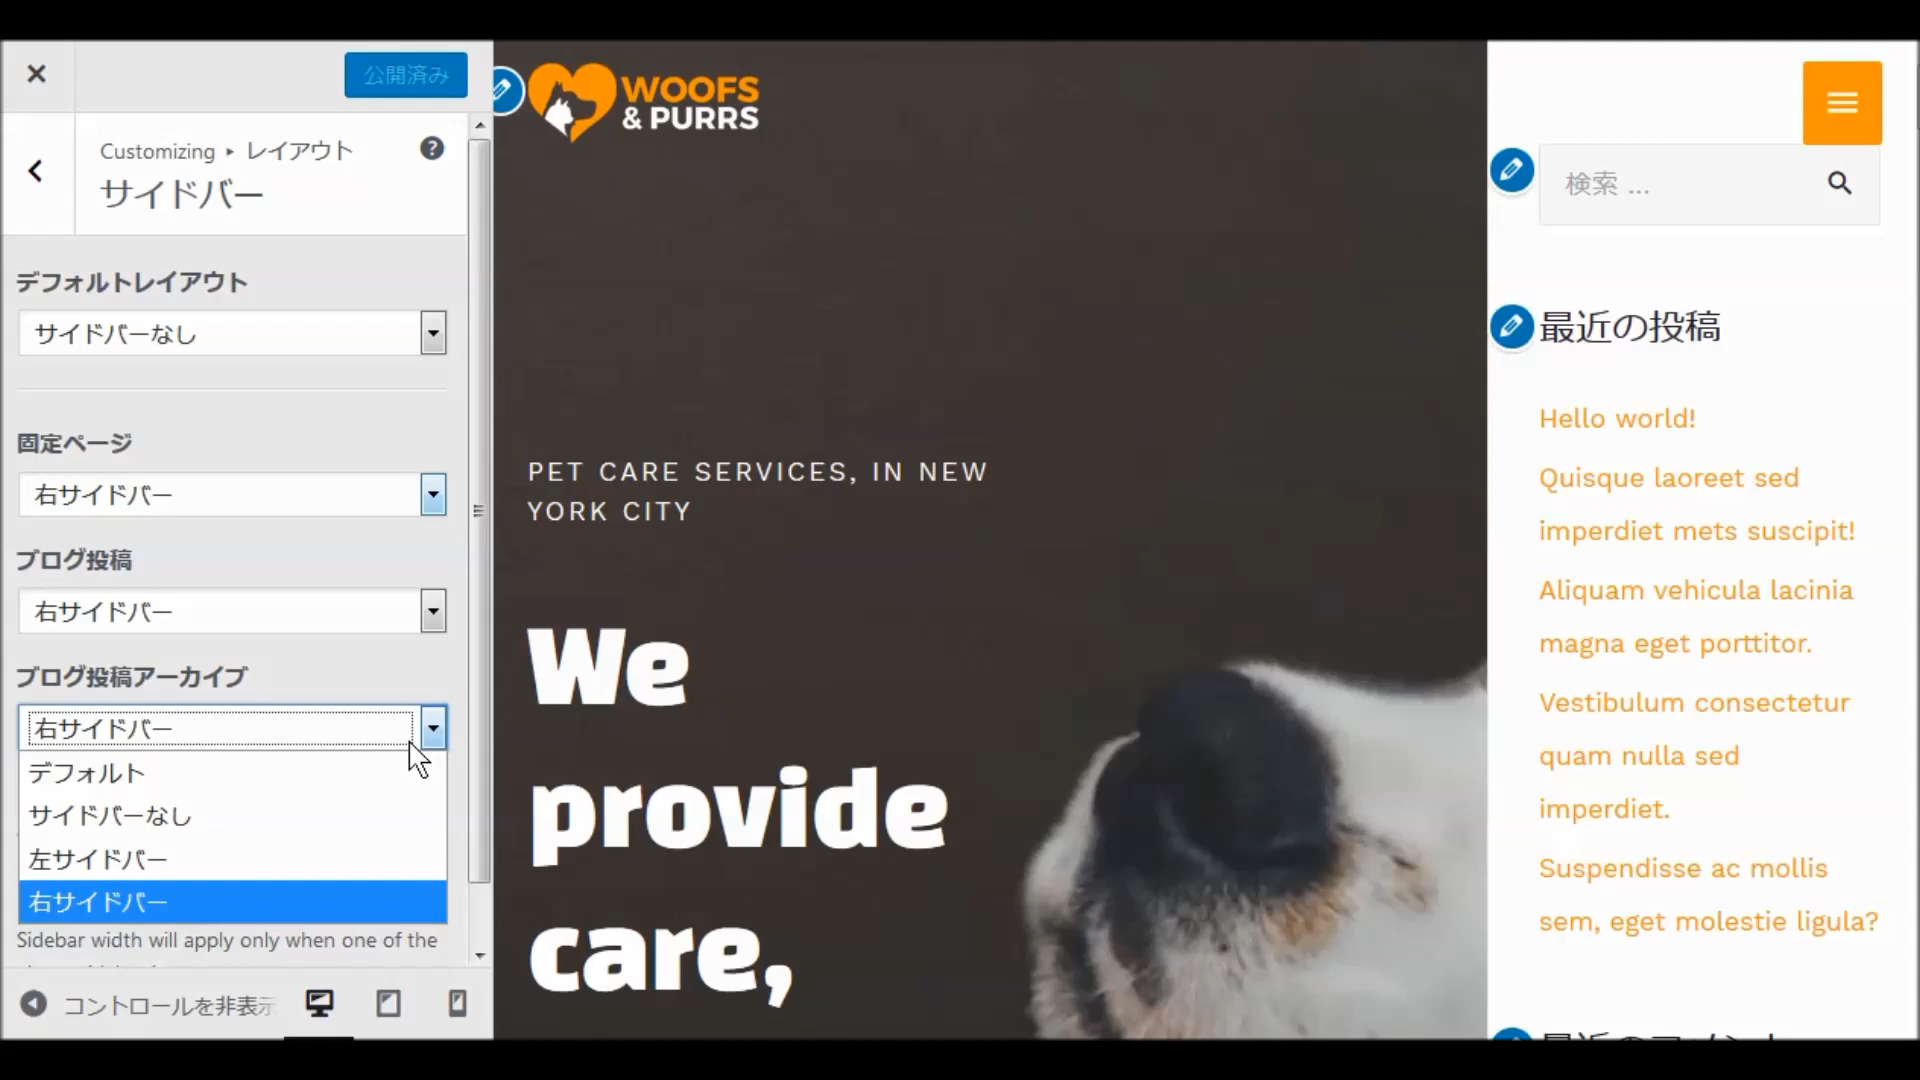 公開済み
Customizing ▸ レイアウト
サイドバー
デフォルトレイアウト
サイドバーなし
固定ページ
右サイドバー
ブログ投稿
右サイドバー
ブログ投稿アーカイブ
右サイドバー
デフォルト
サイドバーなし
左サイドバー
右サイドバー
Sidebar width will apply only when one of the
コントロールを非表示
WOOFS
& PURRS
PET CARE SERVICES, IN NEW
YORK CITY
We
provide
care,
検索 ...
最近の投稿
Hello world!
Quisque laoreet sed
imperdiet mets suscipit!
Aliquam vehicula lacinia
magna eget porttitor.
Vestibulum consectetur
quam nulla sed
imperdiet.
Suspendisse ac mollis
sem, eget molestie ligula?